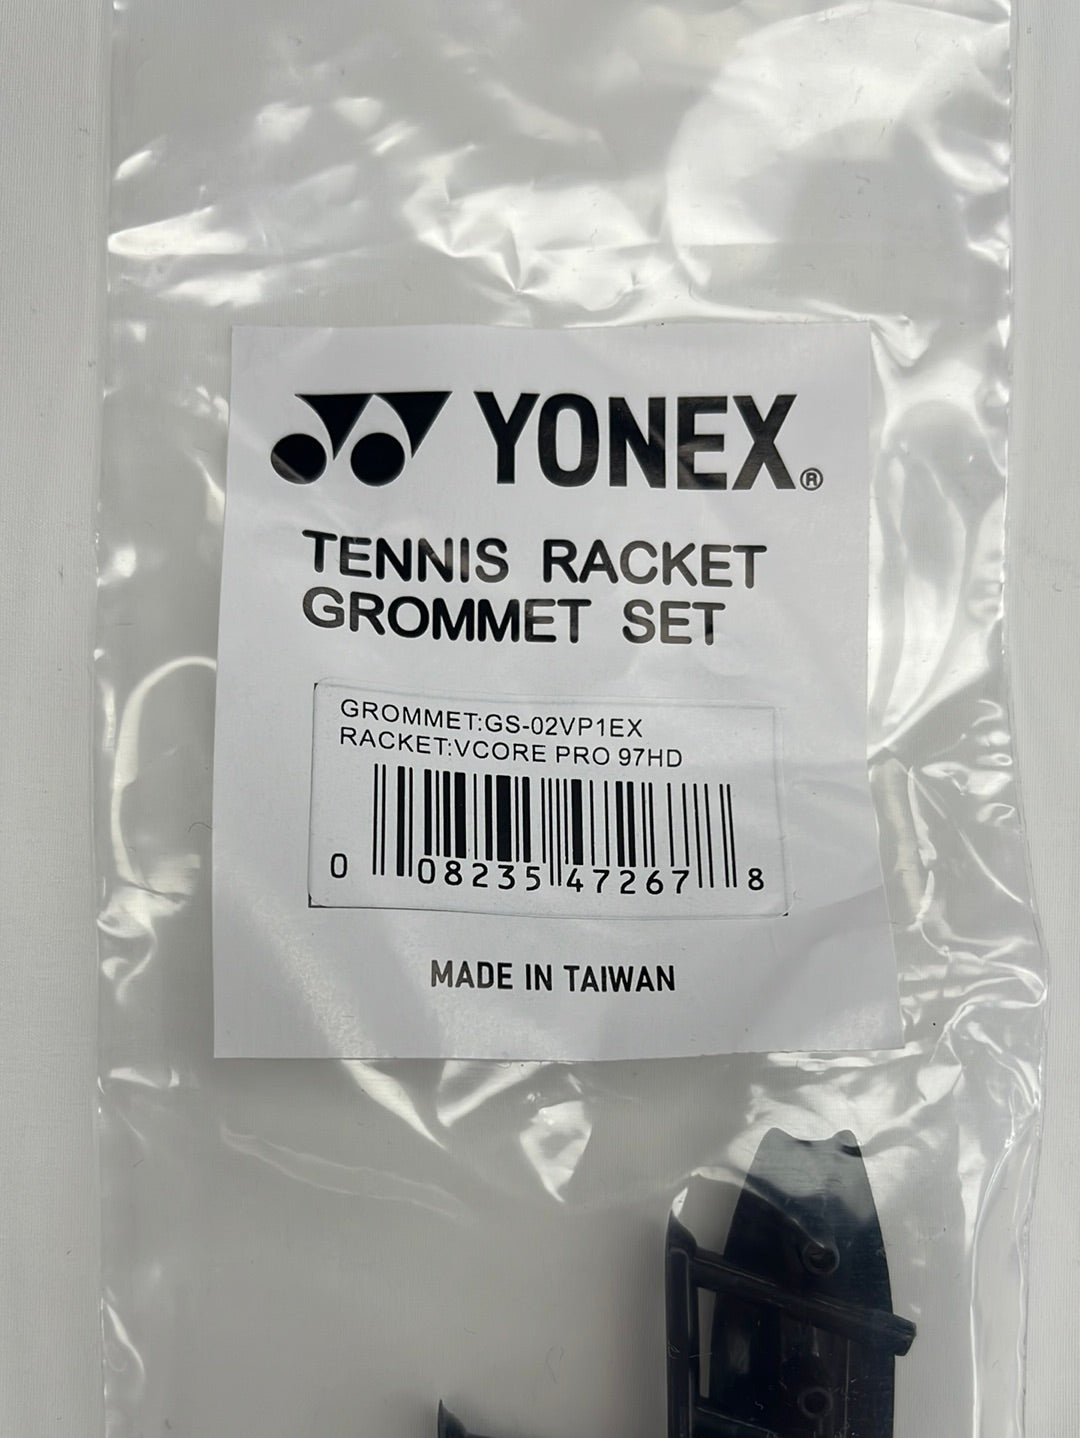 YONEX®
TENNIS RACKET
GROMMET SET
GROMMET:GS-02VP1EX
RACKET:VCORE PRO 97HD
0 08235 47267 8
MADE IN TAIWAN